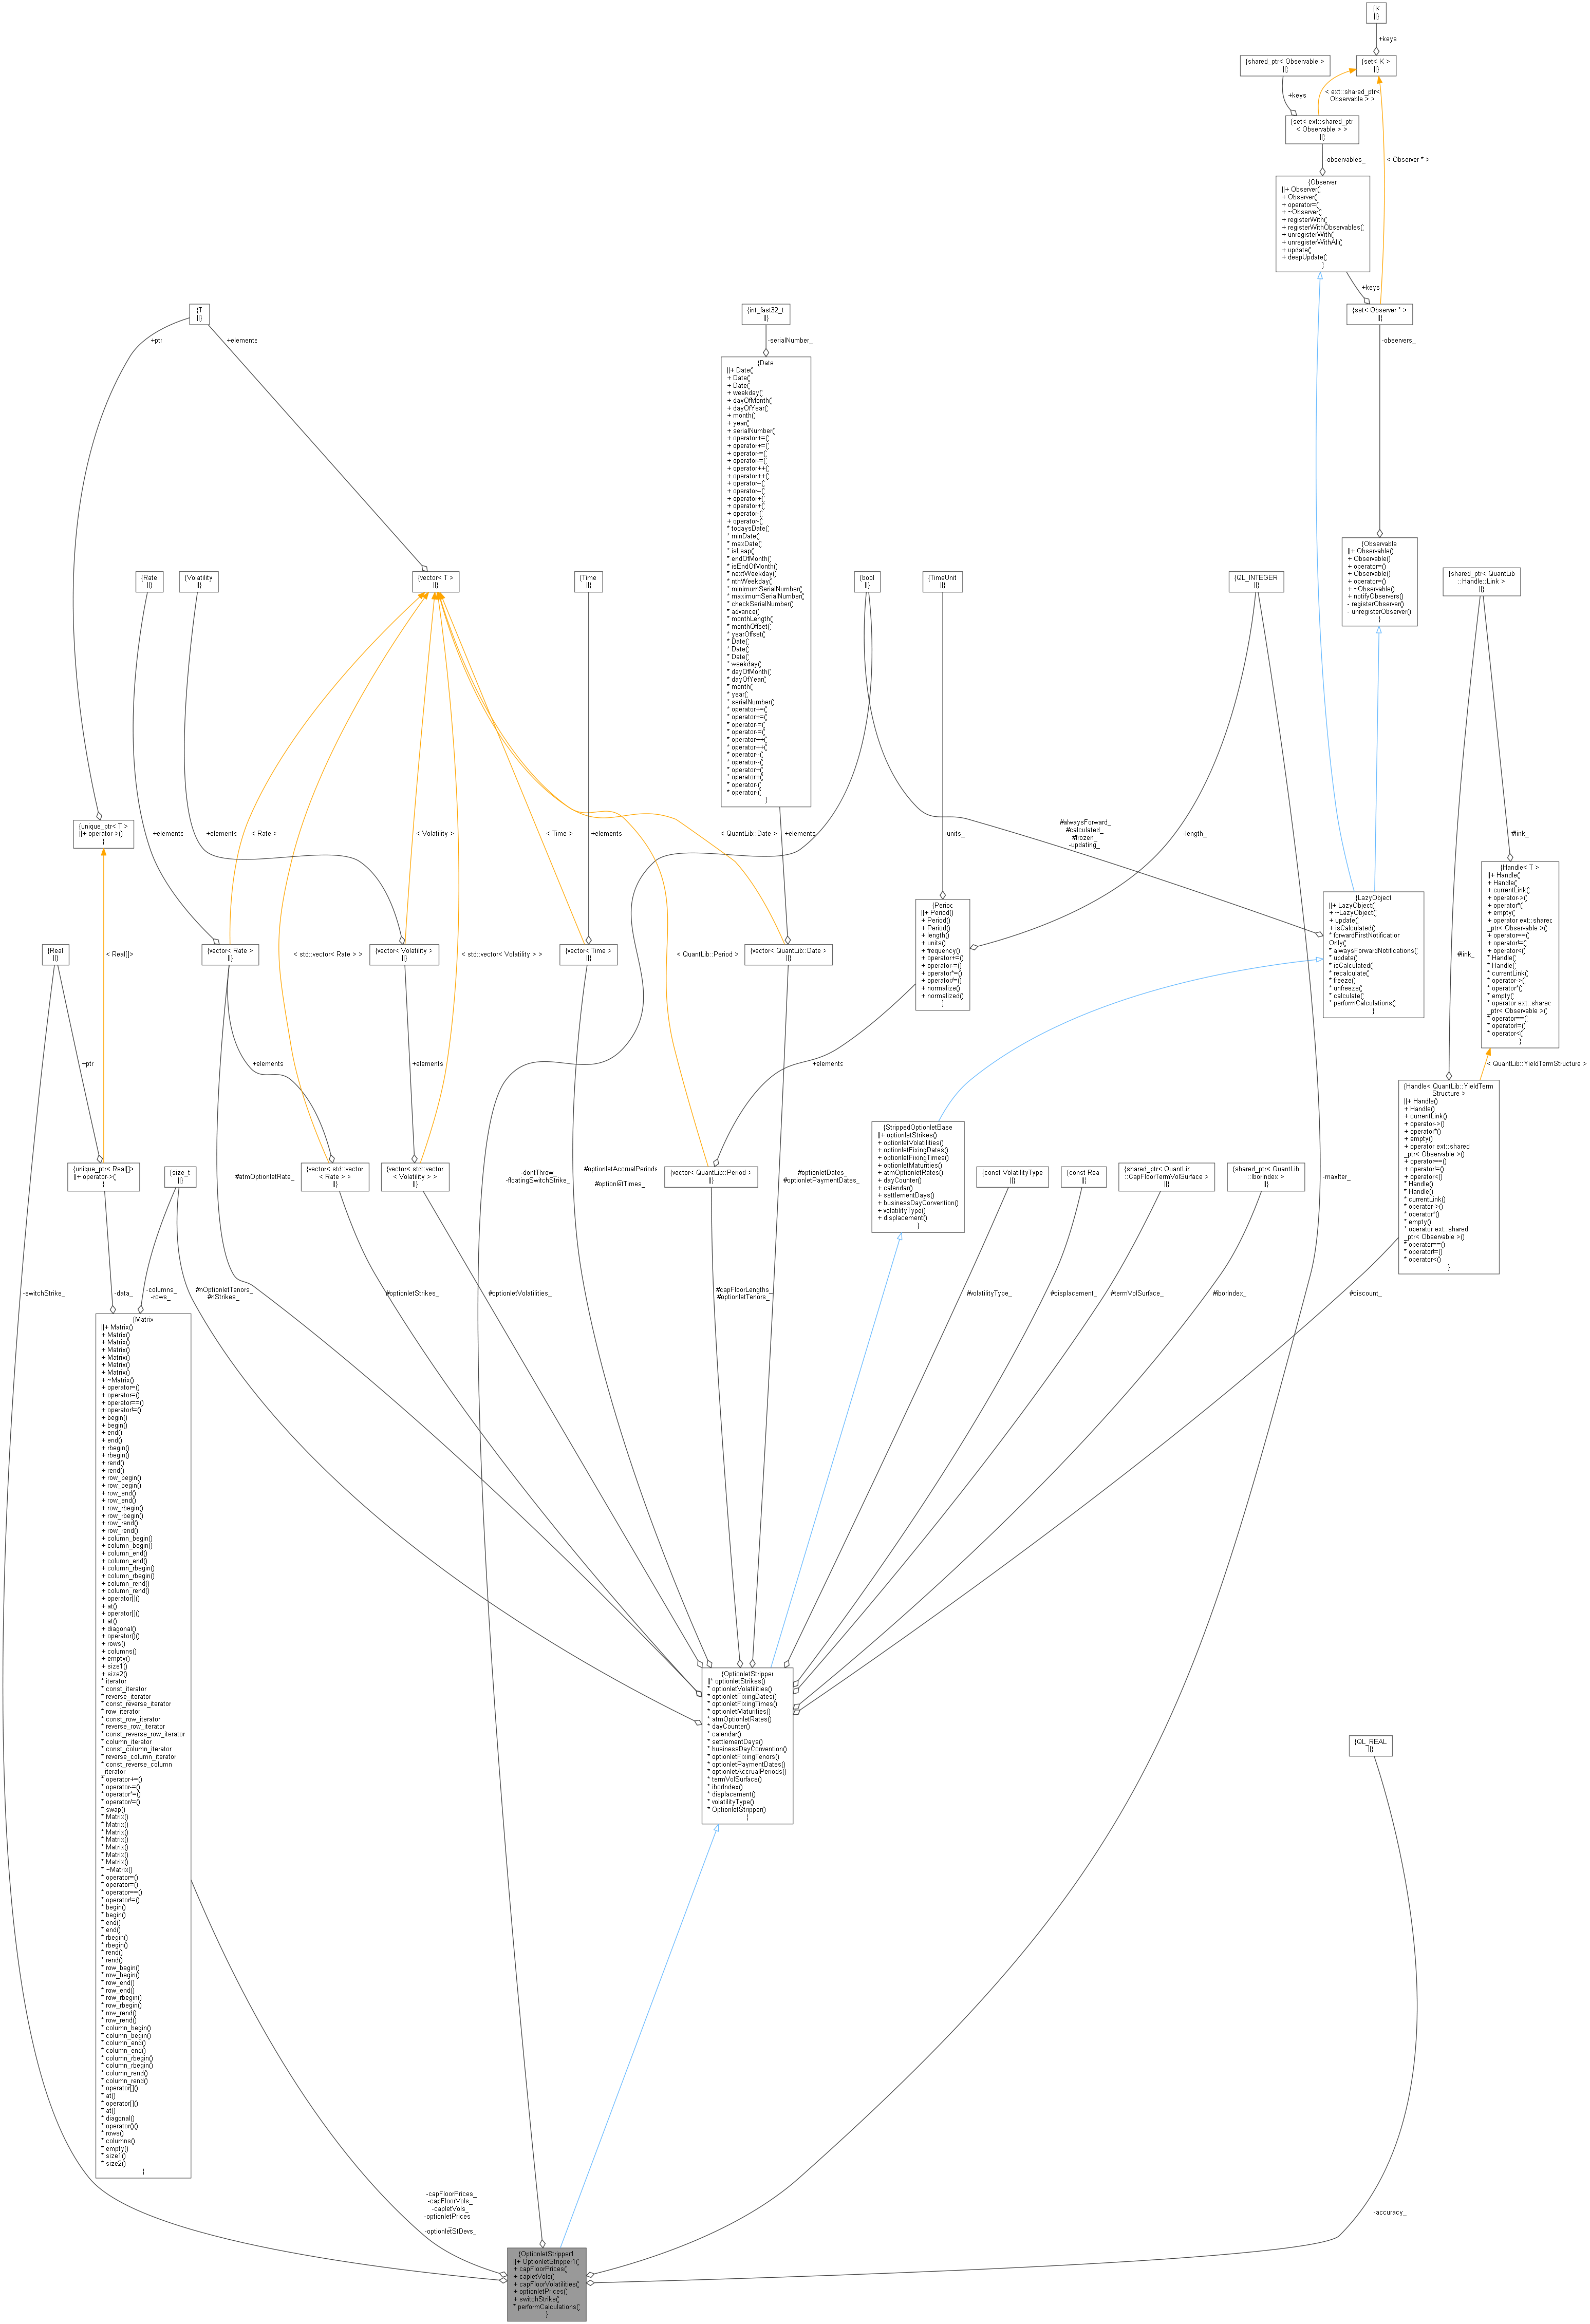 {K
||}
+keys
{shared_ptr< Observable >
||}
{set< K >
||}
+keys
< ext::shared_ptr<
Observable > >
{set< ext::shared_ptr
< Observable > >
||}
-observables_
< Observer * >
{Observer
||+ Observer(
+ Observer(
+ operator=(
+ ~Observer(
+ registerWith(
+ registerWithObservables(
+ unregisterWith(
+ unregisterWithAll(
+ update(
+ deepUpdate(
}
+keys
{T
||}
{int_fast32_t
||}
{set< Observer * >
||}
+ptr
+elements
-serialNumber_
-observers_
{Date
||+ Date(
+ Date(
+ Date(
+ weekday(
+ dayOfMonth(
+ dayOfYear(
+ month(
+ year(
+ serialNumber(
+ operator+=(
+ operator+=(
+ operator-=(
+ operator-=(
+ operator++(
+ operator++(
+ operator--(
+ operator--(
+ operator+(
+ operator+(
+ operator-(
+ operator-(
* todaysDate(
* minDate(
* maxDate(
* isLeap(
* endOfMonth(
* isEndOfMonth(
* nextWeekday(
* nthWeekday(
* minimumSerialNumber(
* maximumSerialNumber(
* checkSerialNumber(
* advance(
* monthLength(
* monthOffset(
* yearOffset(
* Date(
* Date(
* Date(
* weekday(
* dayOfMonth(
* dayOfYear(
* month(
* year(
* serialNumber(
* operator+=(
* operator+=(
* operator-=(
* operator-=(
* operator++(
* operator++(
* operator--(
* operator--(
* operator+(
* operator+(
* operator-(
* operator-(
}
{Observable
||+ Observable()
+ Observable()
+ operator=()
+ Observable()
+ operator=()
+ ~Observable()
+ notifyObservers()
- registerObserver()
- unregisterObserver()
}
{Rate
||}
{Volatility
||}
{vector< T >
||}
{Time
||}
{bool
||}
{TimeUnit
||}
{QL_INTEGER
||}
{shared_ptr< QuantLib
::Handle::Link >
||}
{unique_ptr< T >
||+ operator->()
}
+elements
+elements
< Rate >
< Volatility >
< Time >
+elements
< QuantLib::Date >
+elements
-units_
-length_
#alwaysForward_
#calculated_
#frozen_
-updating_
#link_
{Handle< T >
||+ Handle(
+ Handle(
+ currentLink(
+ operator->(
+ operator*(
+ empty(
+ operator ext::shared
_ptr< Observable >(
+ operator==(
+ operator!=(
+ operator<(
* Handle(
* Handle(
* currentLink(
* operator->(
* operator*(
* empty(
* operator ext::shared
_ptr< Observable >(
* operator==(
* operator!=(
* operator<(
}
{LazyObject
||+ LazyObject(
+ ~LazyObject(
+ update(
+ isCalculated(
* forwardFirstNotification
Only(
* alwaysForwardNotifications(
* update(
* isCalculated(
* recalculate(
* freeze(
* unfreeze(
* calculate(
* performCalculations(
}
{Period
||+ Period()
+ Period()
+ Period()
+ length()
+ units()
+ frequency()
+ operator+=()
+ operator-=()
+ operator*=()
+ operator/=()
+ normalize()
+ normalized()
}
{Real
||}
< Real[]>
{vector< Rate >
||}
< std::vector< Rate > >
{vector< Volatility >
||}
< std::vector< Volatility > >
{vector< Time >
||}
< QuantLib::Period >
{vector< QuantLib::Date >
||}
#link_
+ptr
+elements
+elements
+elements
< QuantLib::YieldTermStructure >
{Handle< QuantLib::YieldTerm
Structure >
||+ Handle()
+ Handle()
+ currentLink()
+ operator->()
+ operator*()
+ empty()
+ operator ext::shared
_ptr< Observable >()
+ operator==()
+ operator!=()
+ operator<()
* Handle()
* Handle()
* currentLink()
* operator->()
* operator*()
* empty()
* operator ext::shared
_ptr< Observable >()
* operator==()
* operator!=()
* operator<()
}
{StrippedOptionletBase
||+ optionletStrikes()
+ optionletVolatilities()
+ optionletFixingDates()
+ optionletFixingTimes()
+ optionletMaturities()
+ atmOptionletRates()
+ dayCounter()
+ calendar()
+ settlementDays()
+ businessDayConvention()
+ volatilityType()
+ displacement()
}
{unique_ptr< Real[]>
||+ operator->(
}
{size_t
||}
#atmOptionletRate_
{vector< std::vector
< Rate > >
||}
{vector< std::vector
< Volatility > >
||}
-dontThrow_
-floatingSwitchStrike_
#optionletAccrualPeriods
_
#optionletTimes_
{vector< QuantLib::Period >
||}
#optionletDates_
#optionletPaymentDates_
{const VolatilityType
||}
{const Real
||}
{shared_ptr< QuantLib
::CapFloorTermVolSurface >
||}
{shared_ptr< QuantLib
::IborIndex >
||}
-maxIter_
-switchStrike_
-data_
-columns_
-rows_
#nOptionletTenors_
#nStrikes_
#optionletStrikes_
#optionletVolatilities_
#capFloorLengths_
#optionletTenors_
#volatilityType_
#displacement_
#termVolSurface_
#iborIndex_
#discount_
{Matrix
||+ Matrix()
+ Matrix()
+ Matrix()
+ Matrix()
+ Matrix()
+ Matrix()
+ Matrix()
+ ~Matrix()
+ operator=()
+ operator=()
+ operator==()
+ operator!=()
+ begin()
+ begin()
+ end()
+ end()
+ rbegin()
+ rbegin()
+ rend()
+ rend()
+ row_begin()
+ row_begin()
+ row_end()
+ row_end()
+ row_rbegin()
+ row_rbegin()
+ row_rend()
+ row_rend()
+ column_begin()
+ column_begin()
+ column_end()
+ column_end()
+ column_rbegin()
+ column_rbegin()
+ column_rend()
+ column_rend()
+ operator[]()
+ at()
+ operator[]()
+ at()
+ diagonal()
+ operator()()
+ rows()
+ columns()
+ empty()
+ size1()
+ size2()
* iterator
* const_iterator
* reverse_iterator
* const_reverse_iterator
* row_iterator
* const_row_iterator
* reverse_row_iterator
* const_reverse_row_iterator
* column_iterator
* const_column_iterator
* reverse_column_iterator
* const_reverse_column
_iterator
* operator+=()
* operator-=()
* operator*=()
* operator/=()
* swap()
* Matrix()
* Matrix()
* Matrix()
* Matrix()
* Matrix()
* Matrix()
* Matrix()
* ~Matrix()
* operator=()
* operator=()
* operator==()
* operator!=()
* begin()
* begin()
* end()
* end()
* rbegin()
* rbegin()
* rend()
* rend()
* row_begin()
* row_begin()
* row_end()
* row_end()
* row_rbegin()
* row_rbegin()
* row_rend()
* row_rend()
* column_begin()
* column_begin()
* column_end()
* column_end()
* column_rbegin()
* column_rbegin()
* column_rend()
* column_rend()
* operator[]()
* at()
* operator[]()
* at()
* diagonal()
* operator()()
* rows()
* columns()
* empty()
* size1()
* size2()
}
{OptionletStripper
||* optionletStrikes()
* optionletVolatilities()
* optionletFixingDates()
* optionletFixingTimes()
* optionletMaturities()
* atmOptionletRates()
* dayCounter()
* calendar()
* settlementDays()
* businessDayConvention()
* optionletFixingTenors()
* optionletPaymentDates()
* optionletAccrualPeriods()
* termVolSurface()
* iborIndex()
* displacement()
* volatilityType()
* OptionletStripper()
}
{QL_REAL
||}
-capFloorPrices_
-capFloorVols_
-capletVols_
-optionletPrices
_
-optionletStDevs_
-accuracy_
{OptionletStripper1
||+ OptionletStripper1(
+ capFloorPrices(
+ capletVols(
+ capFloorVolatilities(
+ optionletPrices(
+ switchStrike(
* performCalculations(
}